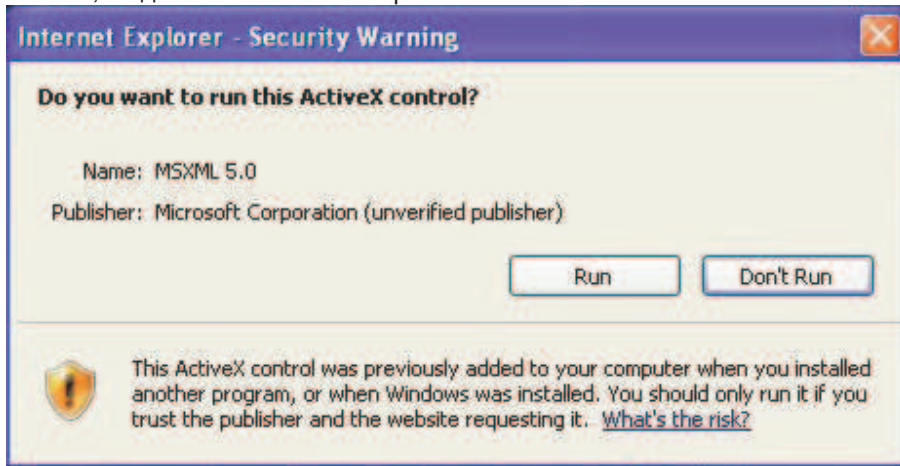 Internet Explorer - Security Warning
Do you want to run this ActiveX control?
Name: MSXML 5.0
Publisher: Microsoft Corporation (unverified publisher)
Run
Don't Run
This ActiveX control was previously added to your computer when you installed
another program, or when Windows was installed. You should only run it if you
trust the publisher and the website requesting it. What's the risk?